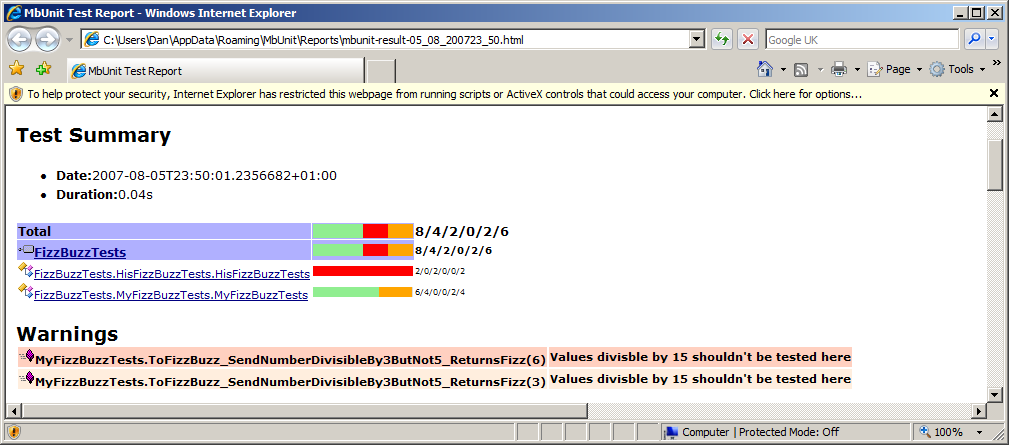 MbUnit Test Report - Windows Internet Explorer
C:\Users\Dan\AppData\Roaming\MbUnit\Reports\mbunit-result-05_08_200723_50.html
Google UK
MbUnit Test Report
Page
Tools
To help protect your security, Internet Explorer has restricted this webpage from running scripts or ActiveX controls that could access your computer. Click here for options...
Test Summary
Date:2007-08-05T23:50:01.2356682+01:00
Duration:0.04s
Total 8/4/2/0/2/6
FizzBuzzTests 8/4/2/0/2/6
FizzBuzzTests.HisFizzBuzzTests.HisFizzBuzzTests 2/0/2/0/0/2
FizzBuzzTests.MyFizzBuzzTests.MyFizzBuzzTests 6/4/0/0/2/4
Warnings
MyFizzBuzzTests.ToFizzBuzz_SendNumberDivisibleBy3ButNot5_ReturnsFizz(6) Values divisble by 15 shouldn't be tested here
MyFizzBuzzTests.ToFizzBuzz_SendNumberDivisibleBy3ButNot5_ReturnsFizz(3) Values divisble by 15 shouldn't be tested here
Computer | Protected Mode: Off
100%